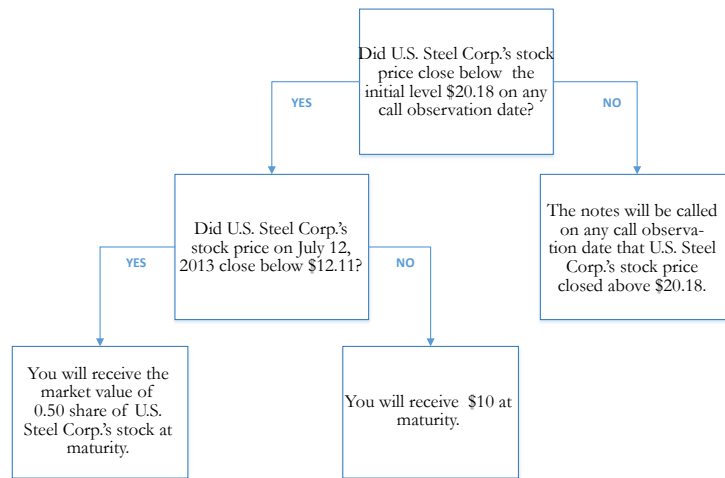 Did U.S. Steel Corp.'s stock
price close below the
initial level $20.18 on any
call observation date?
YES
NO
Did U.S. Steel Corp.'s
stock price on July 12,
2013 close below $12.11?
The notes will be called
on any call observa-
tion date that U.S. Steel
Corp.'s stock price
closed above $20.18.
YES
NO
You will receive the
market value of
0.50 share of U.S.
Steel Corp.'s stock at
maturity.
You will receive $10 at
maturity.